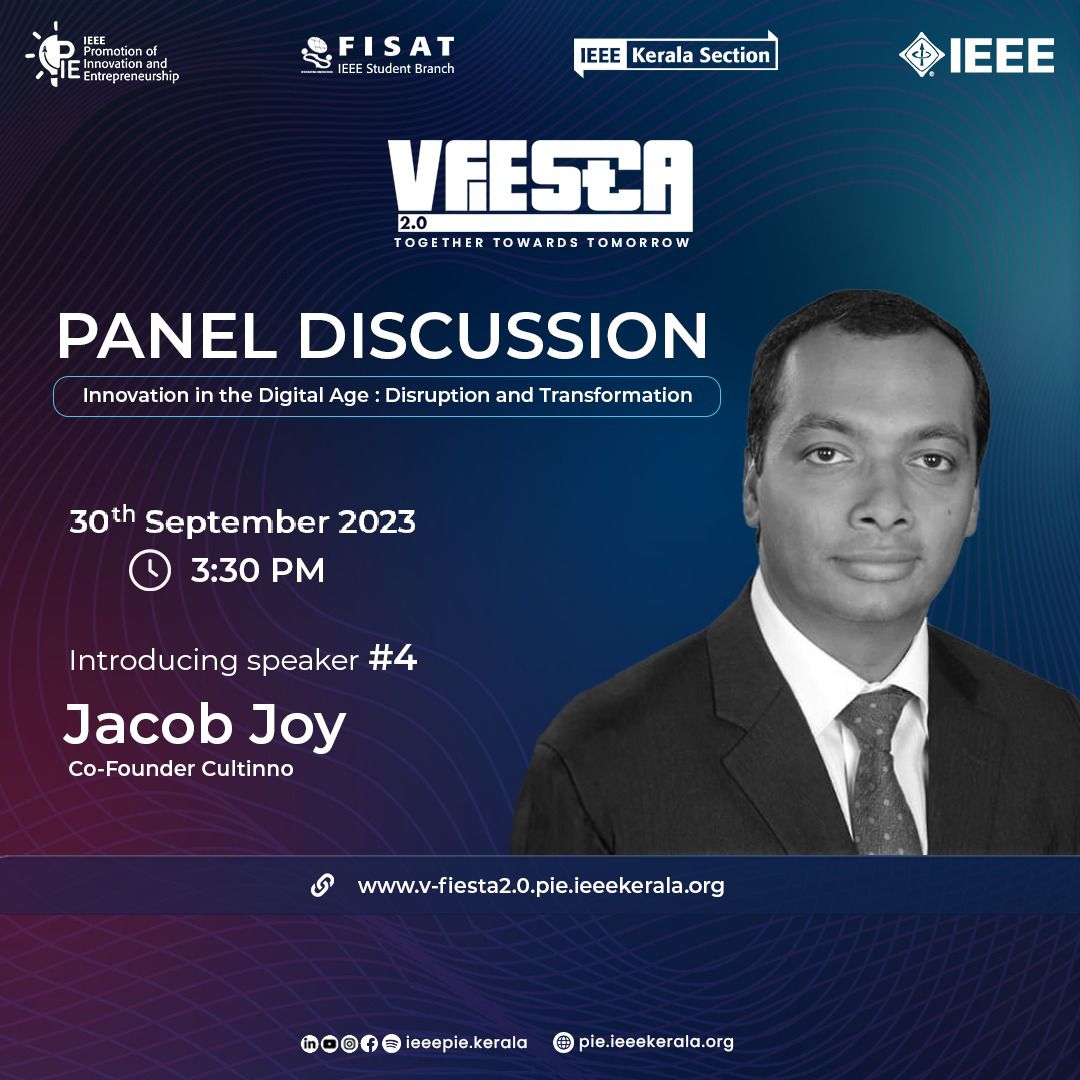 IEEE
Promotion of
Innovation and
Entrepreneurship
PIE
FISAT
IEEE Student Branch
IEEE Kerala Section
IEEE
VFiEStA
2.0
TOGETHER TOWARDS TOMORROW
PANEL DISCUSSION
Innovation in the Digital Age : Disruption and Transformation
30th September 2023
3:30 PM
Introducing speaker #4
Jacob Joy
Co-Founder Cultinno
www.v-fiesta2.0.pie.ieeekerala.org
ieeepie.kerala
pie.ieeekerala.org